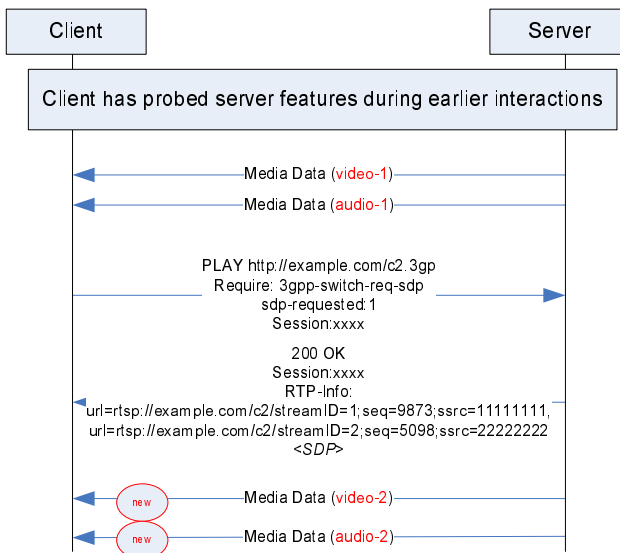 Client
Server
Client has probed server features during earlier interactions
Media Data (video-1)
Media Data (audio-1)
PLAY http://example.com/c2.3gp
Require: 3gpp-switch-req-sdp
sdp-requested:1
Session:xxxx
200 OK
Session:xxxx
RTP-Info:
url=rtsp://example.com/c2/streamID=1;seq=9873;ssrc=11111111,
url=rtsp://example.com/c2/streamID=2;seq=5098;ssrc=22222222
<SDP>
new
Media Data (video-2)
new
Media Data (audio-2)